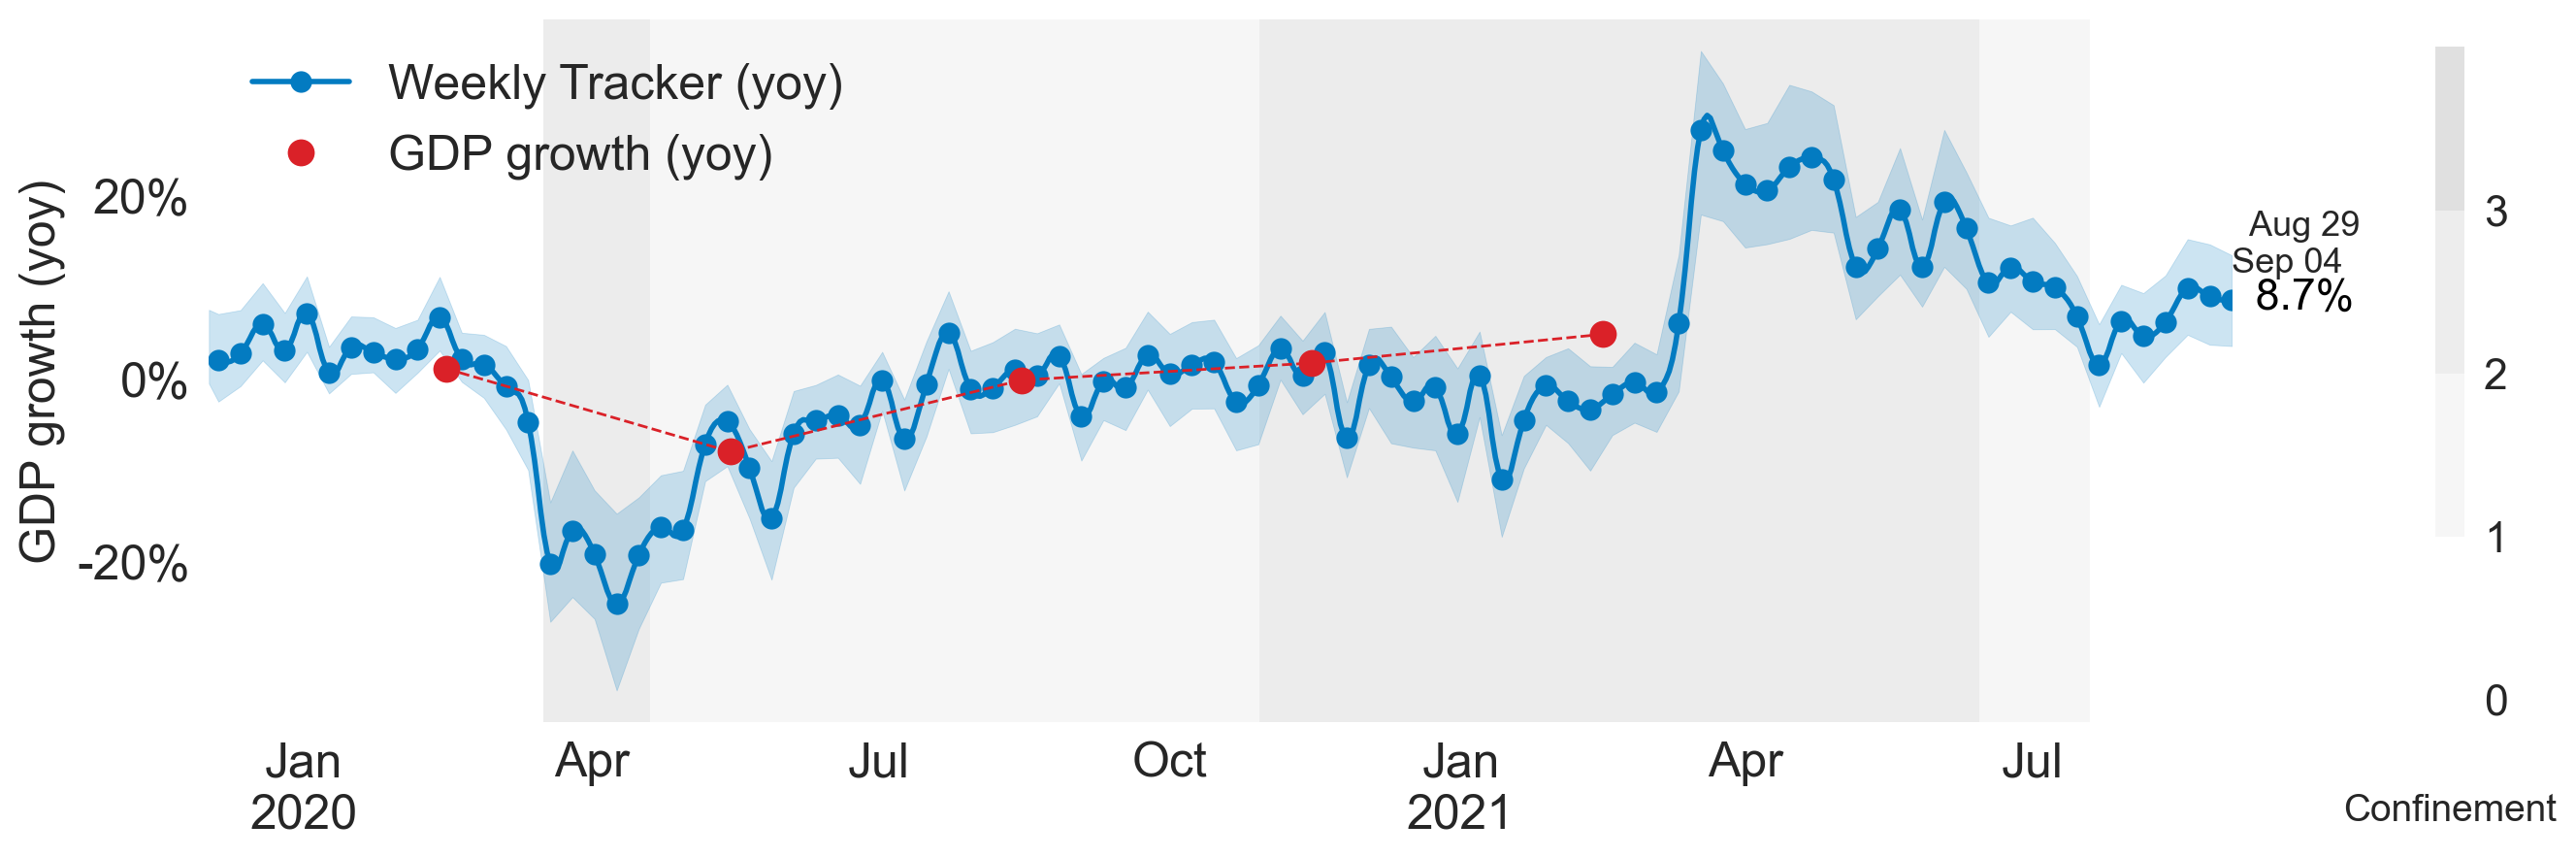 Weekly Tracker (yoy)
GDP growth (yoy)
GDP growth (yoy)
20%
0%
-20%
Jan
2020
Apr
Jul
Oct
Jan
2021
Apr
Jul
Aug 29
Sep 04
8.7%
3
2
1
0
Confinement